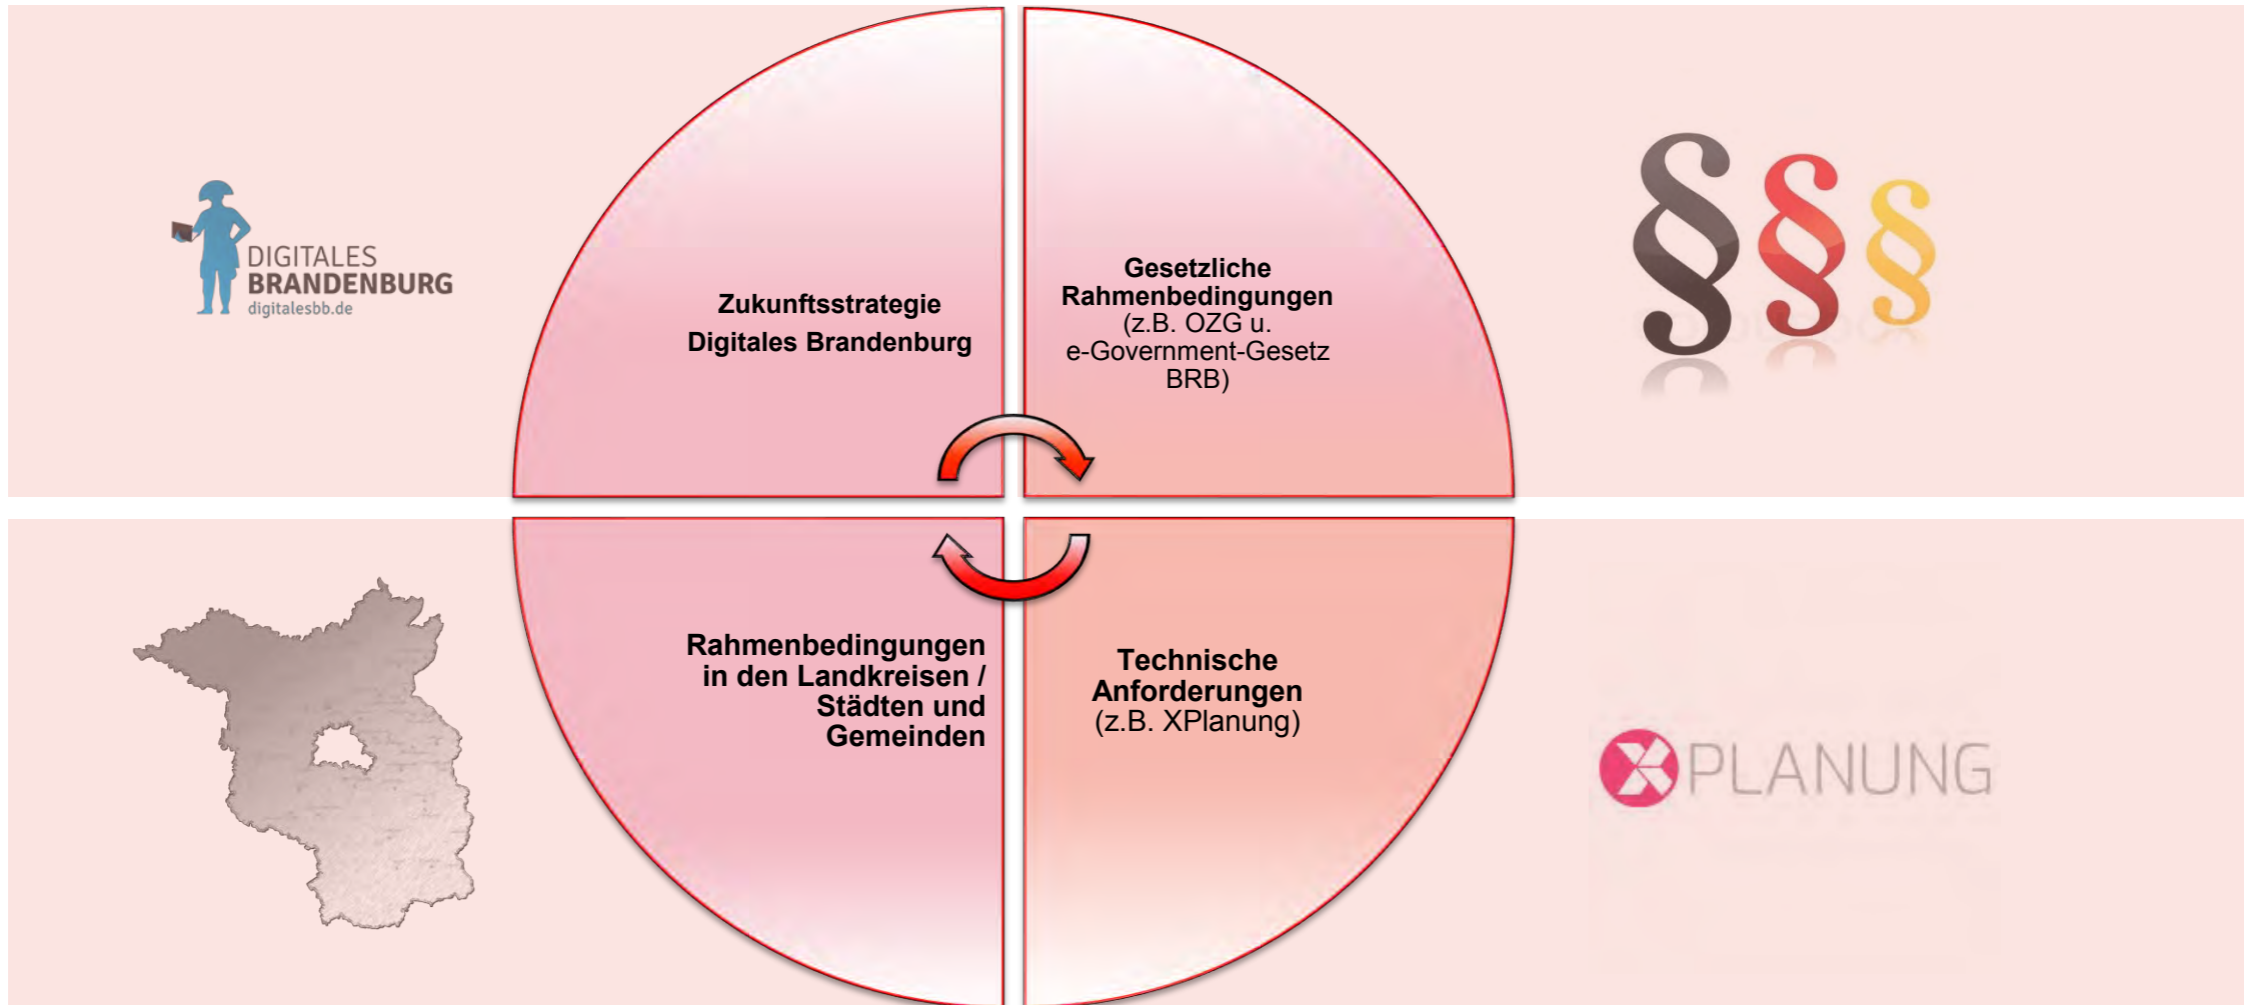 DIGITALES
BRANDENBURG
digitalesbb.de
Zukunftsstrategie
Digitales Brandenburg
Gesetzliche
Rahmenbedingungen
(z.B. OZG u.
e-Government-Gesetz
BRB)
§§§
Rahmenbedingungen
in den Landkreisen /
Städten und
Gemeinden
Technische
Anforderungen
(z.B. XPlanung)
XPLANUNG